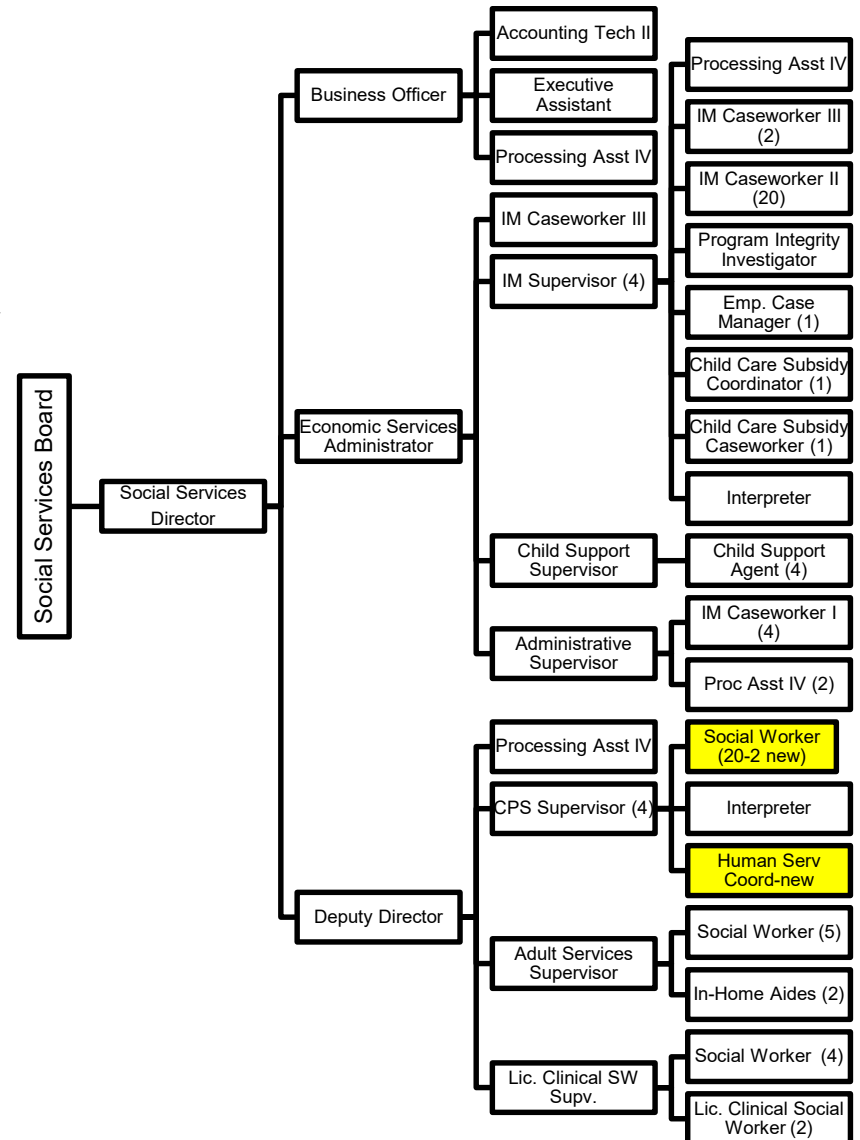 Social Services Board
Social Services
Director
Business Officer
Accounting Tech II
Executive
Assistant
Processing Asst IV
Economic Services
Administrator
IM Caseworker III
IM Supervisor (4)
Processing Asst IV
IM Caseworker III
(2)
IM Caseworker II
(20)
Program Integrity
Investigator
Emp. Case
Manager (1)
Child Care Subsidy
Coordinator (1)
Child Care Subsidy
Caseworker (1)
Interpreter
Child Support
Supervisor
Child Support
Agent (4)
Administrative
Supervisor
IM Caseworker I
(4)
Proc Asst IV (2)
Deputy Director
Processing Asst IV
CPS Supervisor (4)
Social Worker
(20-2 new)
Interpreter
Human Serv
Coord-new
Adult Services
Supervisor
Social Worker (5)
In-Home Aides (2)
Lic. Clinical SW
Supv.
Social Worker (4)
Lic. Clinical Social
Worker (2)